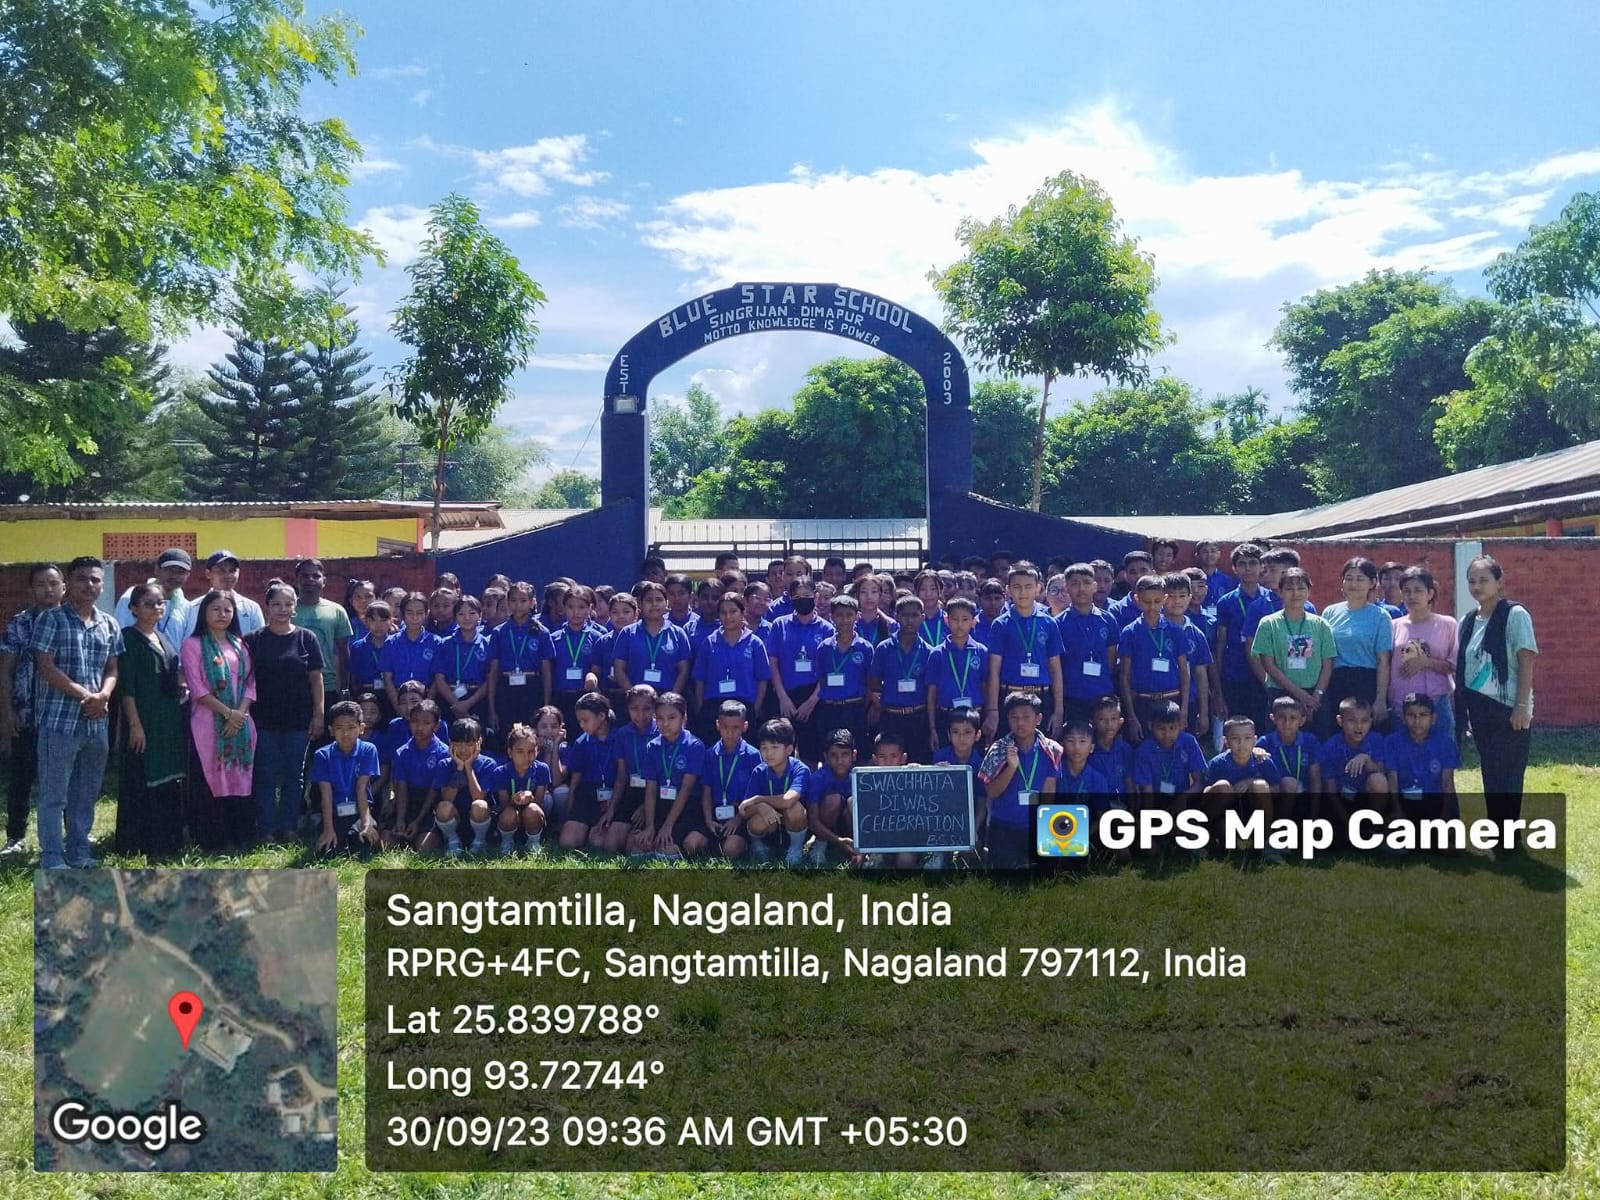 BLUE STAR SCHOOL
SINGRIJAN DIMAPUR
MOTTO KNOWLEDGE IS POWER
EST
2003
SWACHHATA
DIWAS
CELEBRATION
GPS Map Camera
Sangtamtilla, Nagaland, India
RPRG+4FC, Sangtamtilla, Nagaland 797112, India
Lat 25.839788°
Long 93.72744°
30/09/23 09:36 AM GMT +05:30
Google